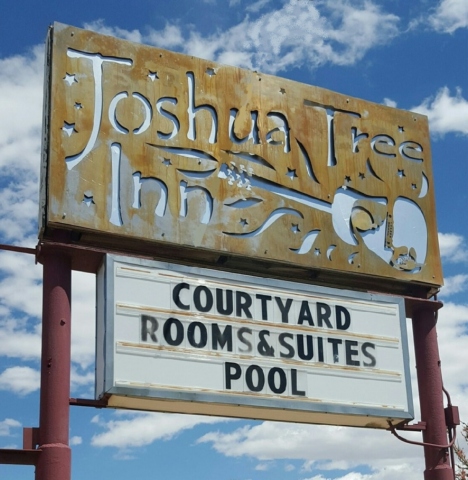 Joshua Tree
Inn
COURTYARD
ROOMS&SUITES
POOL